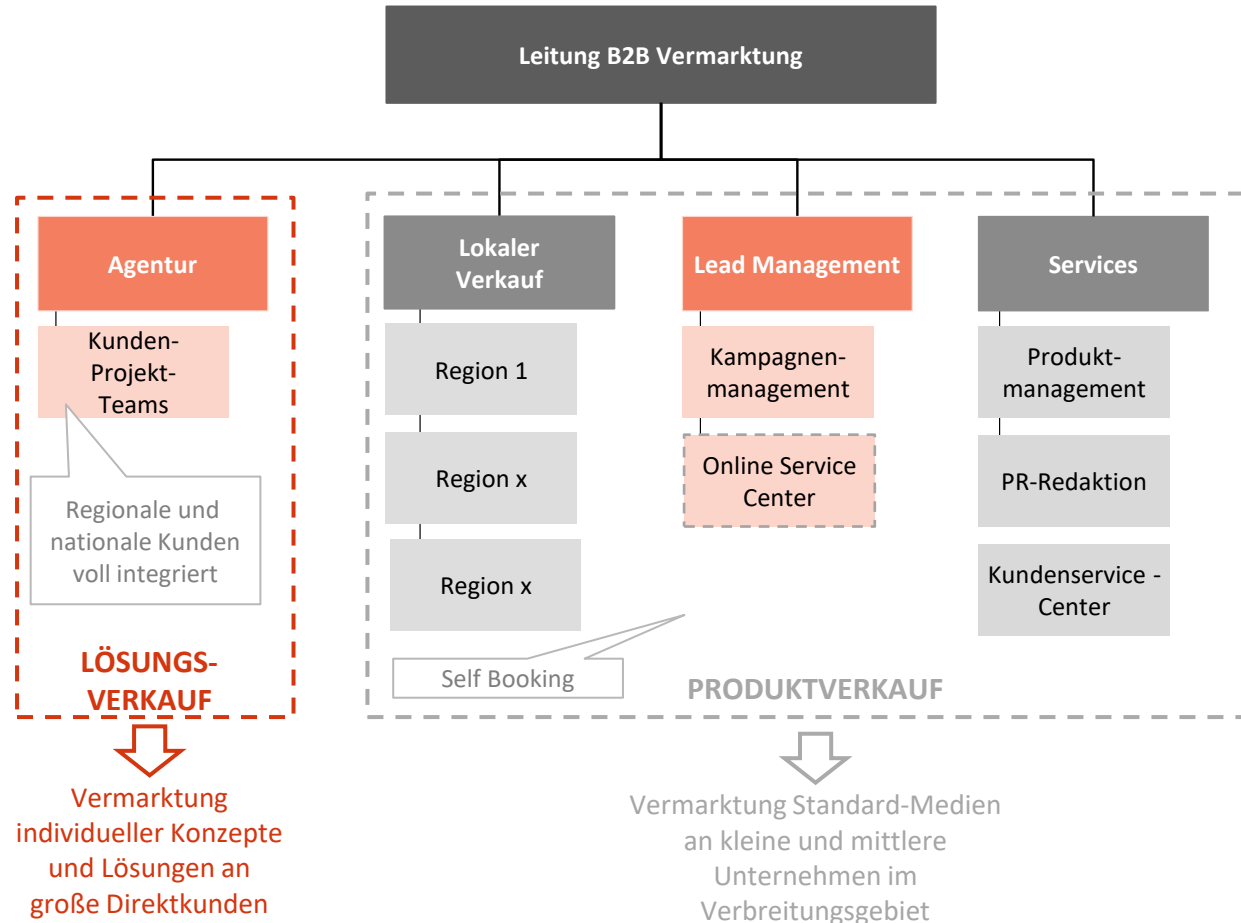 Leitung B2B Vermarktung
Agentur
Kunden-
Projekt-
Teams
Regionale und
nationale Kunden
voll integriert
LÖSUNGS-
VERKAUF
Vermarktung
individueller Konzepte
und Lösungen an
große Direktkunden
Lokaler
Verkauf
Region 1
Region x
Region x
Self Booking
Lead Management
Kampagnen-
management
Online Service
Center
Services
Produkt-
management
PR-Redaktion
Kundenservice -
Center
PRODUKTVERKAUF
Vermarktung Standard-Medien
an kleine und mittlere
Unternehmen im
Verbreitungsgebiet